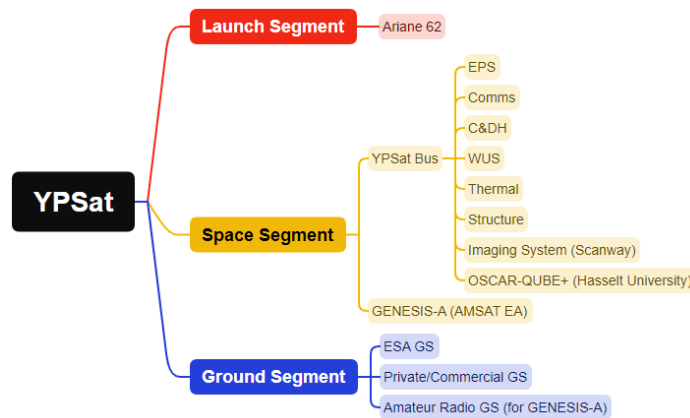 YPSat
Launch Segment
Ariane 62
Space Segment
YPSat Bus
EPS
Comms
C&DH
WUS
Thermal
Structure
Imaging System (Scanway)
OSCAR-QUBE+ (Hasselt University)
GENESIS-A (AMSAT EA)
Ground Segment
ESA GS
Private/Commercial GS
Amateur Radio GS (for GENESIS-A)